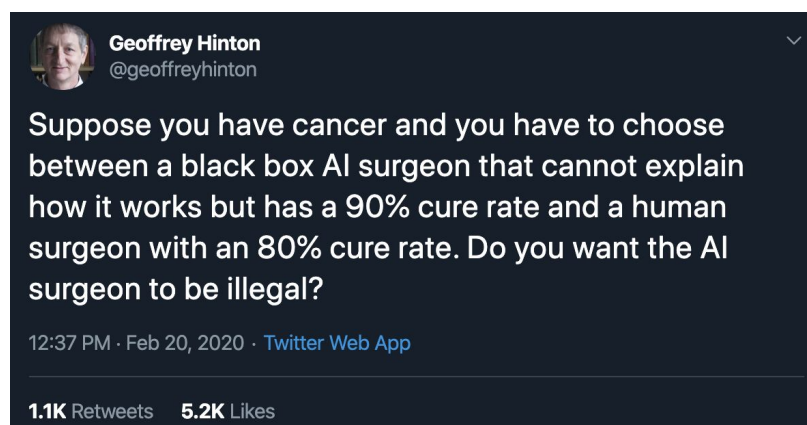 Geoffrey Hinton
@geoffreyhinton
Suppose you have cancer and you have to choose
between a black box AI surgeon that cannot explain
how it works but has a 90% cure rate and a human
surgeon with an 80% cure rate. Do you want the AI
surgeon to be illegal?
12:37 PM · Feb 20, 2020 · Twitter Web App
1.1K Retweets 5.2K Likes